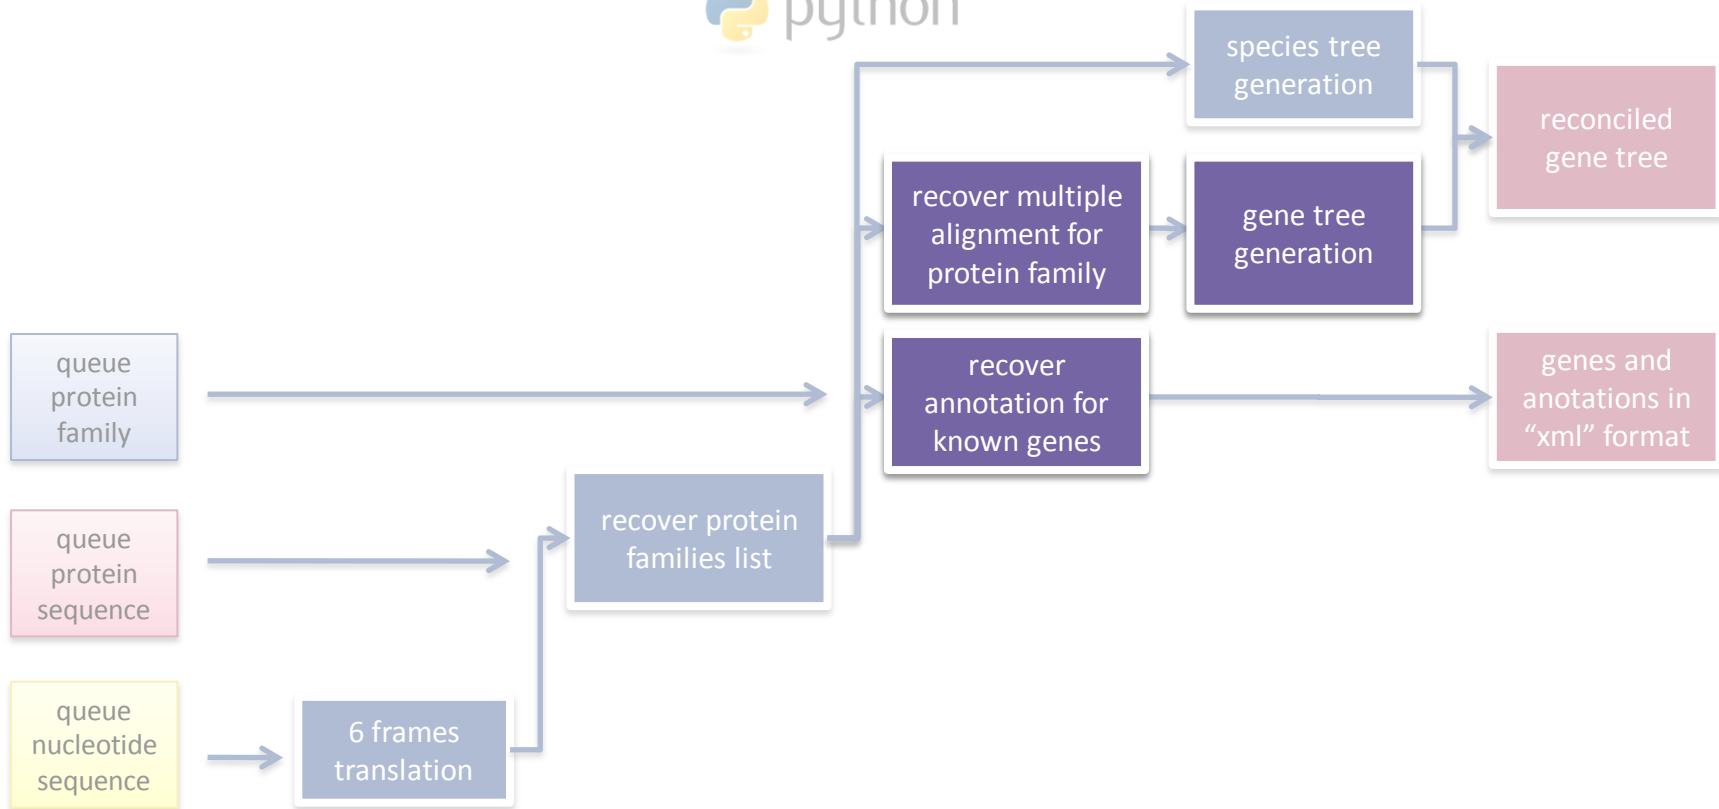 python
species tree
generation
reconciled
gene tree
recover multiple
alignment for
protein family
gene tree
generation
queue
protein
family
recover
annotation for
known genes
genes and
anotations in
“xml” format
queue
protein
sequence
recover protein
families list
queue
nucleotide
sequence
6 frames
translation